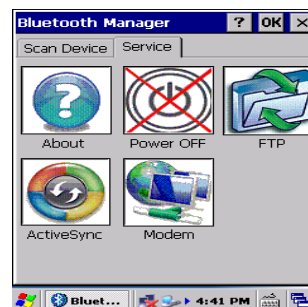 Bluetooth Manager ? OK ×
Scan Device Service
About Power OFF FTP
ActiveSync Modem
Bluet... 4:41 PM